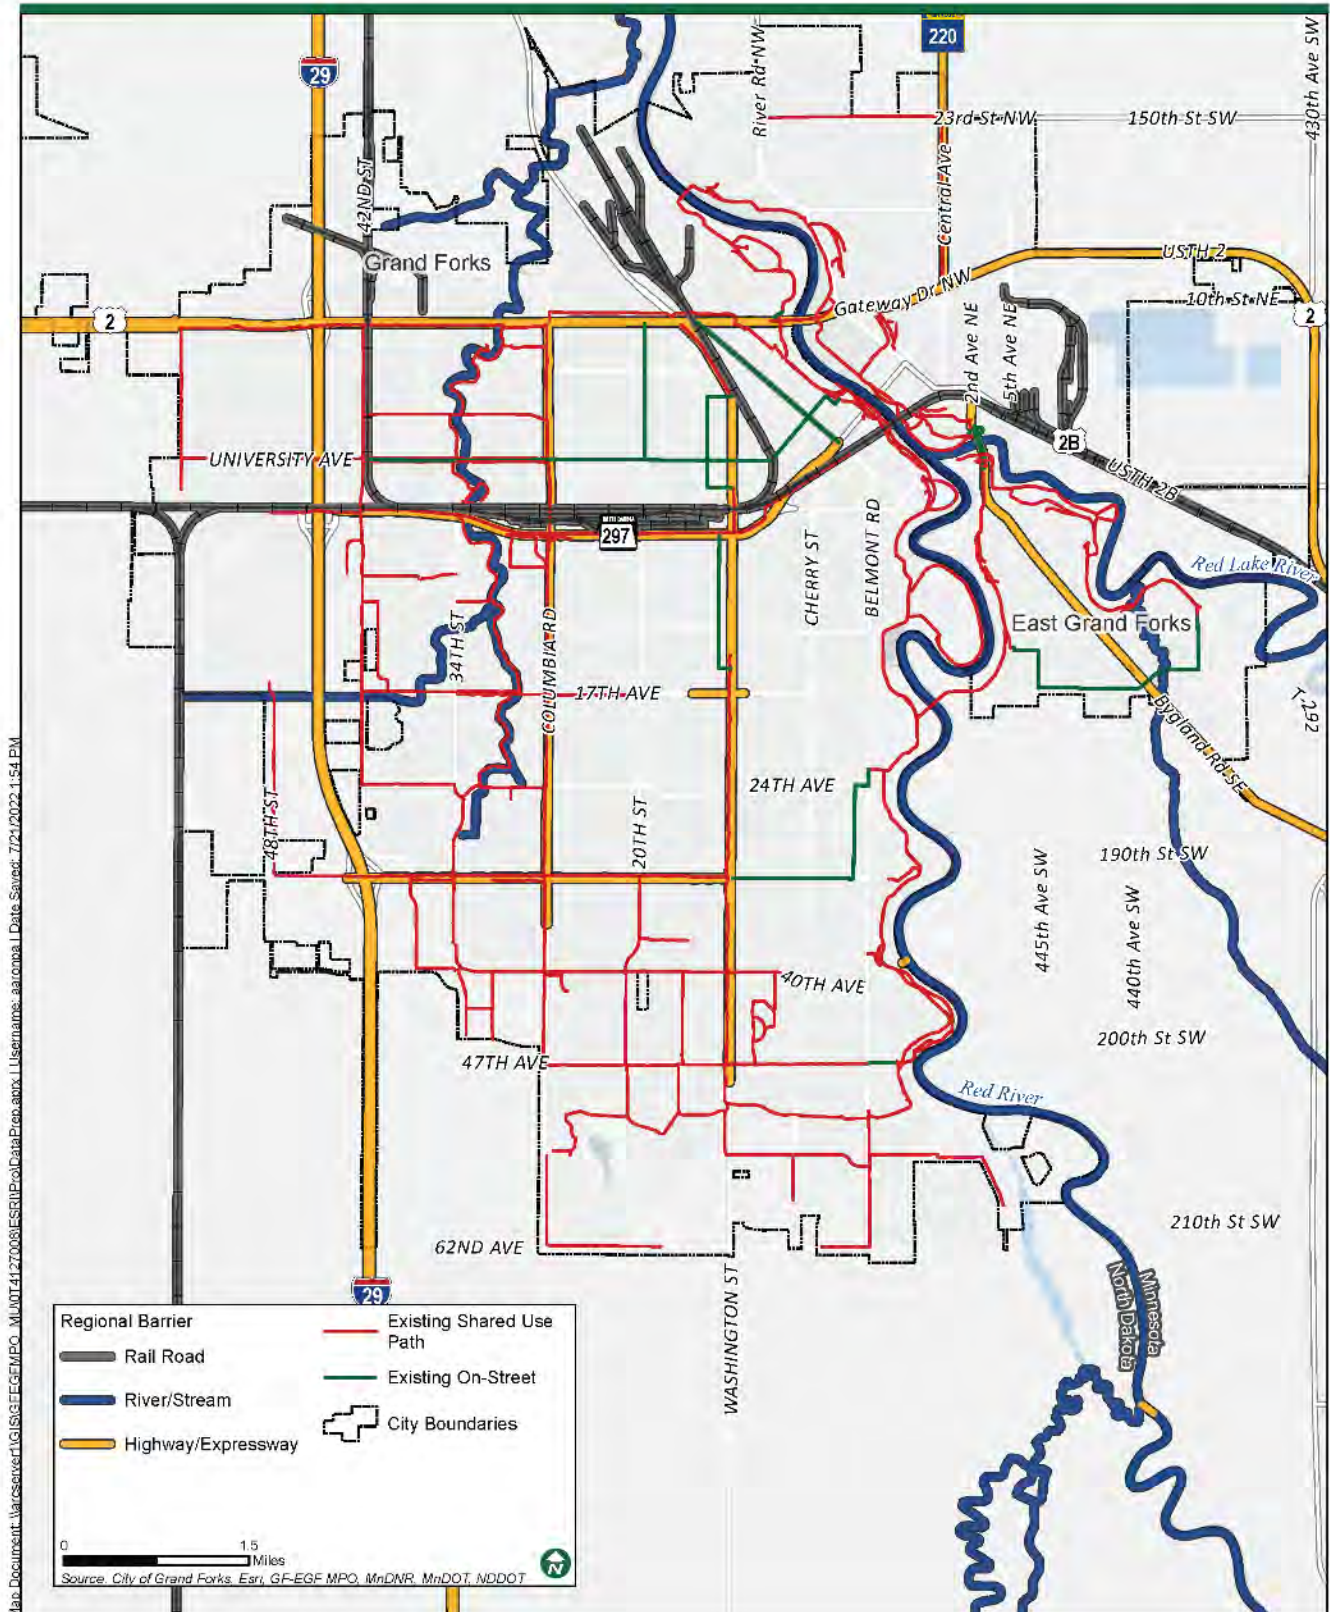 220
29
River Rd NW
430th Ave SW
23rd St NW
150th St SW
42ND ST
Central Ave
Grand Forks
USTH 2
10th St NE
2
Gateway Dr NW
2
2nd Ave NE
5th Ave NE
2B
USTH 2B
UNIVERSITY AVE
297
CHERRY ST
BELMONT RD
Red Lake River
East Grand Forks
34TH ST
COLUMBIA RD
17TH AVE
T-292
Bygland Rd SE
24TH AVE
48TH ST
20TH ST
190th St SW
445th Ave SW
440th Ave SW
40TH AVE
200th St SW
47TH AVE
Red River
210th St SW
62ND AVE
WASHINGTON ST
Minnesota
North Dakota
29
Regional Barrier
Rail Road
River/Stream
Highway/Expressway
Existing Shared Use
Path
Existing On-Street
City Boundaries
0 1.5
Miles
N
Source: City of Grand Forks, Esri, GF-EGF MPO, MnDNR, MnDOT, NDDOT